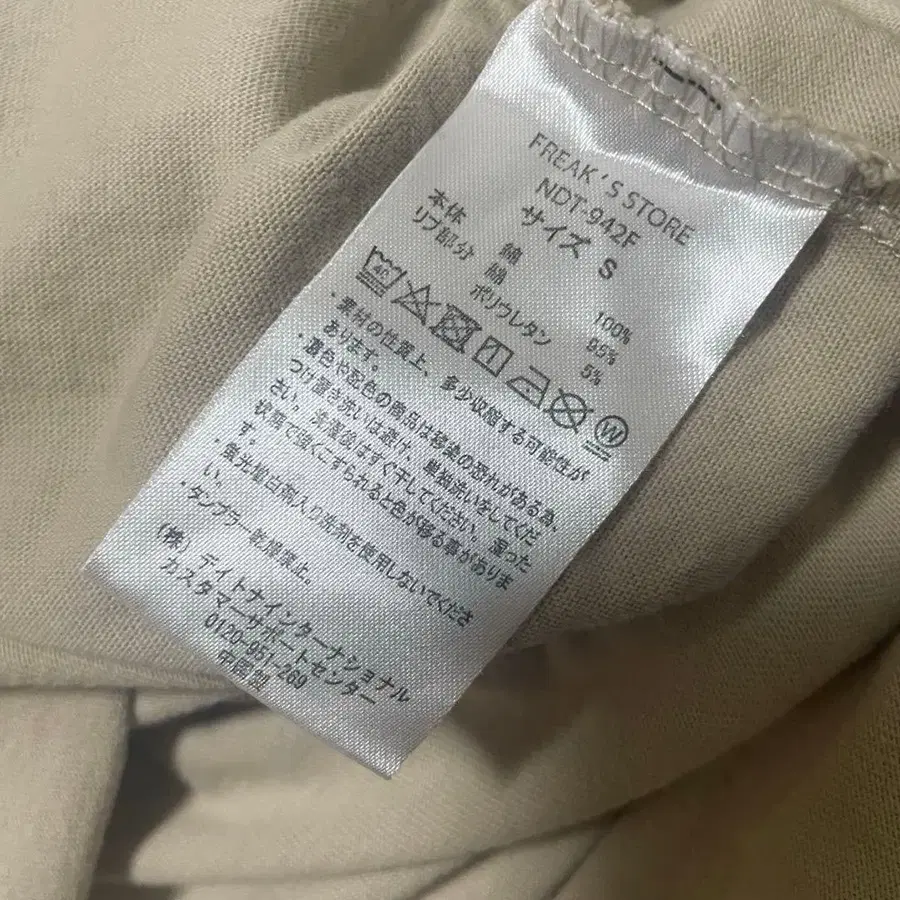 FREAK'S STORE
NDT-942F
サイズ S
本体 綿 100%
リブ部分 綿 95%
ポリウレタン 5%
40
W
・素材の性質上、多少収縮する可能性が
あります。
・濃色や配色の商品は移染の恐れがある為、
つけ置き洗いは避け、単独洗いをしてくだ
さい。洗濯後はすぐ干してください。湿った
状態で強くこすられると色が移る事がありま
す。
・蛍光増白剤入り洗剤を使用しないでくださ
い。
・タンブラー乾燥禁止。
(株) デイトナインターナショナル
カスタマーサポートセンター
0120-951-269
中国製